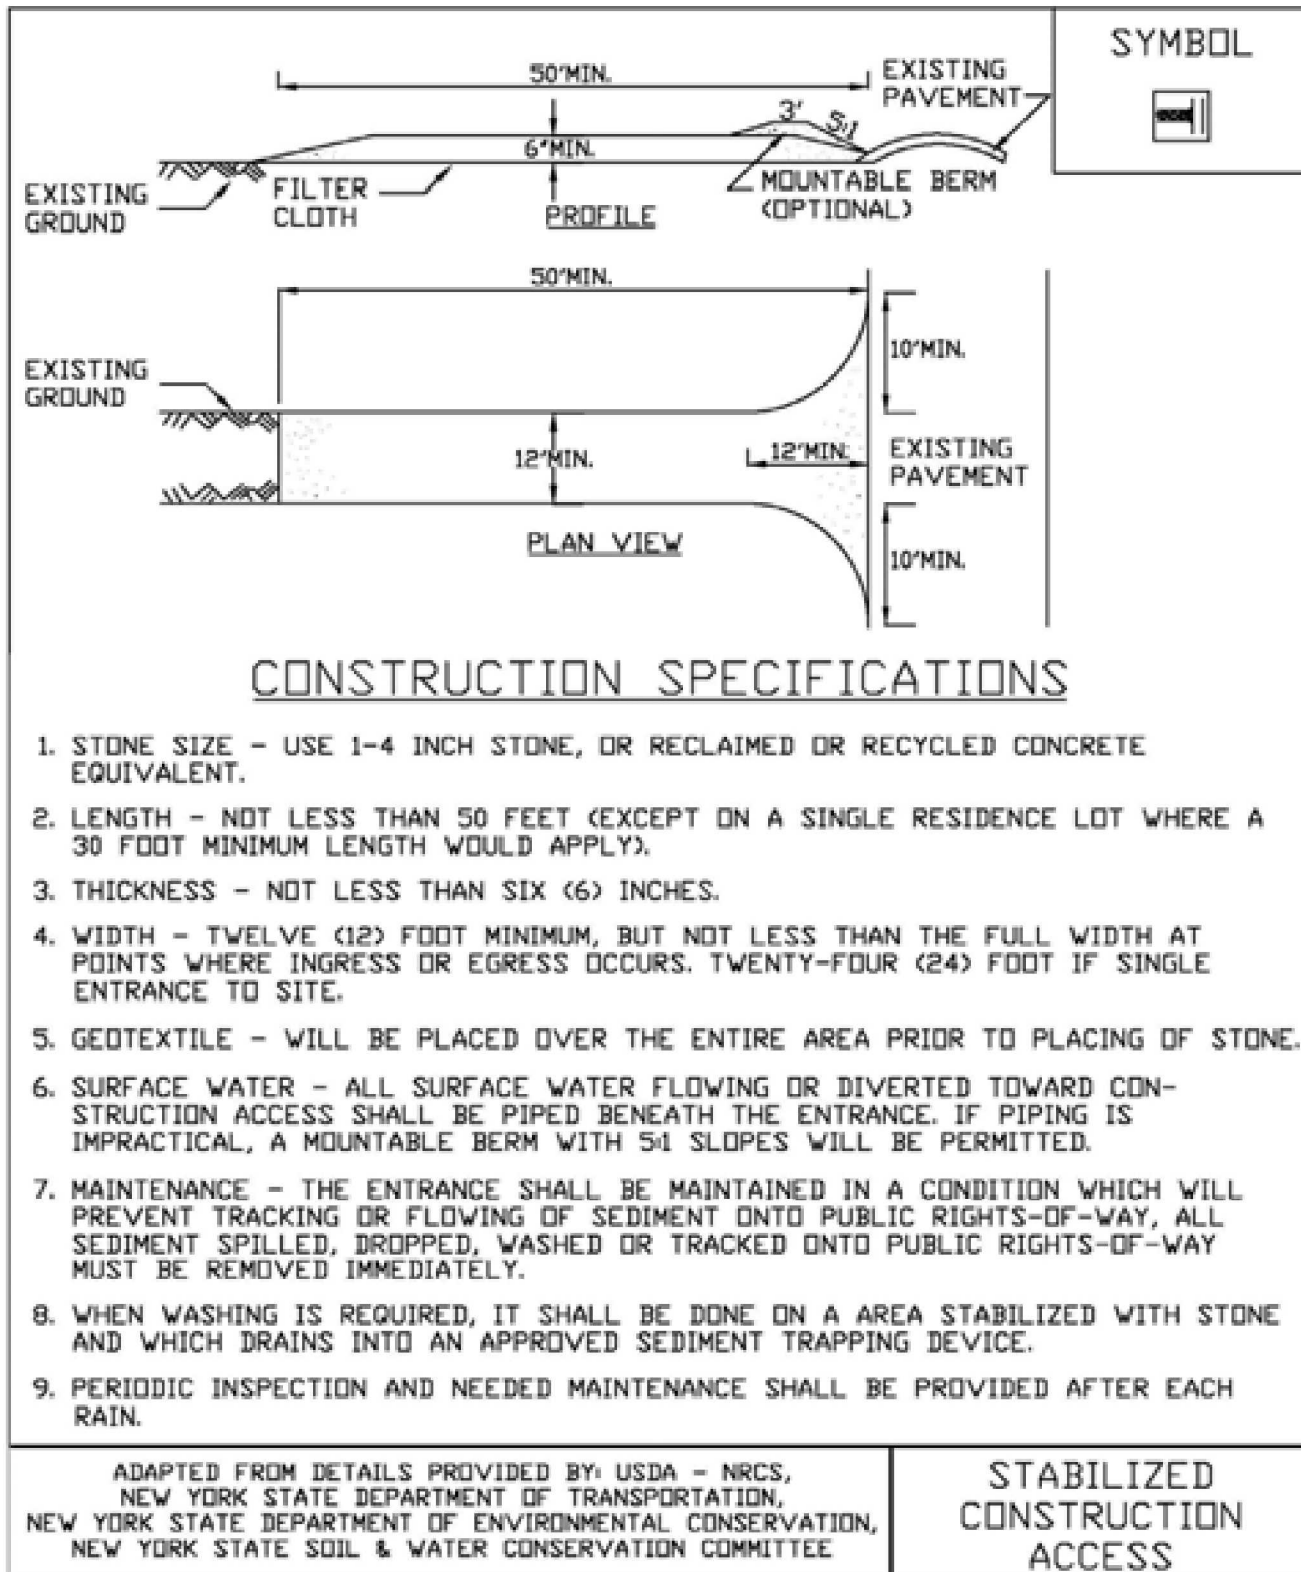 SYMBOL
50'MIN.
EXISTING
PAVEMENT
3'
5:1
6"MIN.
EXISTING
GROUND
FILTER
CLOTH
PROFILE
MOUNTABLE BERM
(OPTIONAL)
50'MIN.
10'MIN.
EXISTING
GROUND
12'MIN.
12'MIN.
EXISTING
PAVEMENT
PLAN VIEW
10'MIN.
CONSTRUCTION SPECIFICATIONS
1. STONE SIZE - USE 1-4 INCH STONE, OR RECLAIMED OR RECYCLED CONCRETE
EQUIVALENT.
2. LENGTH - NOT LESS THAN 50 FEET (EXCEPT ON A SINGLE RESIDENCE LOT WHERE A
30 FOOT MINIMUM LENGTH WOULD APPLY).
3. THICKNESS - NOT LESS THAN SIX (6) INCHES.
4. WIDTH - TWELVE (12) FOOT MINIMUM, BUT NOT LESS THAN THE FULL WIDTH AT
POINTS WHERE INGRESS OR EGRESS OCCURS. TWENTY-FOUR (24) FOOT IF SINGLE
ENTRANCE TO SITE.
5. GEOTEXTILE - WILL BE PLACED OVER THE ENTIRE AREA PRIOR TO PLACING OF STONE.
6. SURFACE WATER - ALL SURFACE WATER FLOWING OR DIVERTED TOWARD CON-
STRUCTION ACCESS SHALL BE PIPED BENEATH THE ENTRANCE. IF PIPING IS
IMPRACTICAL, A MOUNTABLE BERM WITH 5:1 SLOPES WILL BE PERMITTED.
7. MAINTENANCE - THE ENTRANCE SHALL BE MAINTAINED IN A CONDITION WHICH WILL
PREVENT TRACKING OR FLOWING OF SEDIMENT ONTO PUBLIC RIGHTS-OF-WAY, ALL
SEDIMENT SPILLED, DROPPED, WASHED OR TRACKED ONTO PUBLIC RIGHTS-OF-WAY
MUST BE REMOVED IMMEDIATELY.
8. WHEN WASHING IS REQUIRED, IT SHALL BE DONE ON A AREA STABILIZED WITH STONE
AND WHICH DRAINS INTO AN APPROVED SEDIMENT TRAPPING DEVICE.
9. PERIODIC INSPECTION AND NEEDED MAINTENANCE SHALL BE PROVIDED AFTER EACH
RAIN.
ADAPTED FROM DETAILS PROVIDED BY: USDA - NRCS,
NEW YORK STATE DEPARTMENT OF TRANSPORTATION,
NEW YORK STATE DEPARTMENT OF ENVIRONMENTAL CONSERVATION,
NEW YORK STATE SOIL & WATER CONSERVATION COMMITTEE
STABILIZED
CONSTRUCTION
ACCESS